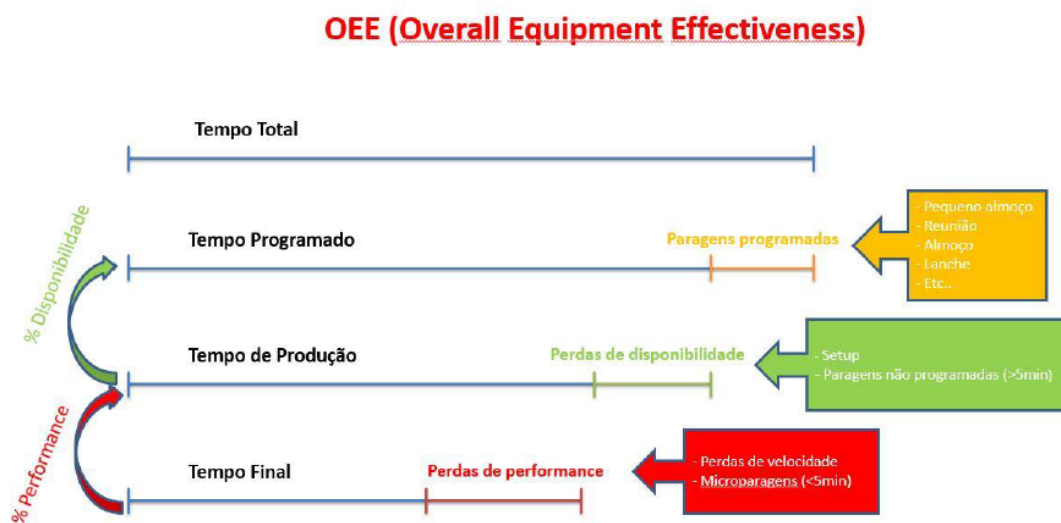 OEE (Overall Equipment Effectiveness)
Tempo Total
Tempo Programado
Paragens programadas
- Pequeno almoço
- Reunião
- Almoço
- Lanche
- Etc..
% Disponibilidade
Tempo de Produção
Perdas de disponibilidade
- Setup
- Paragens não programadas (>5min)
% Performance
Tempo Final
Perdas de performance
- Perdas de velocidade
- Microparagens (<5min)